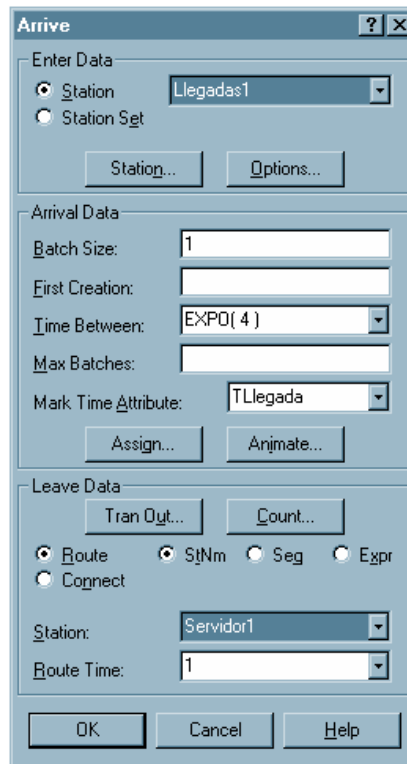 Arrive ? ×
Enter Data
Station Llegadas1
Station Set
Station... Options...
Arrival Data
Batch Size: 1
First Creation:
Time Between: EXPO( 4 )
Max Batches:
Mark Time Attribute: TLlegada
Assign... Animate...
Leave Data
Tran Out... Count...
Route StNm Seg Expr
Connect
Station: Servidor1
Route Time: 1
OK Cancel Help